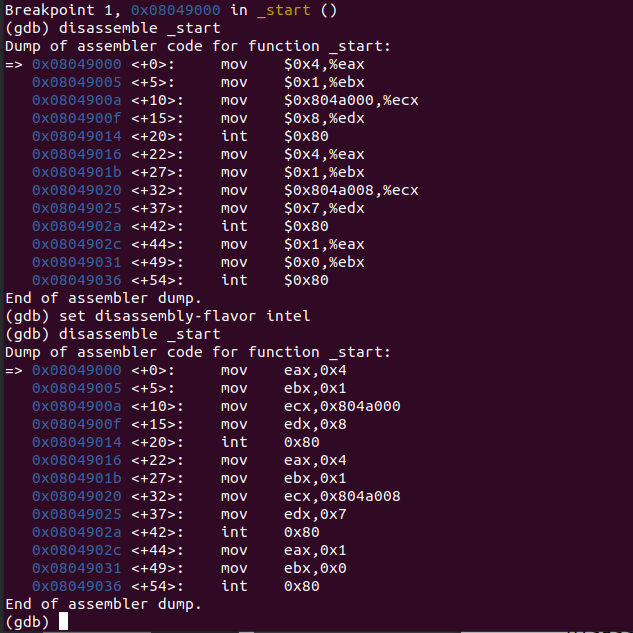 Breakpoint 1, 0x08049000 in _start ()
(gdb) disassemble _start
Dump of assembler code for function _start:
=> 0x08049000 <+0>:     mov    $0x4,%eax
   0x08049005 <+5>:     mov    $0x1,%ebx
   0x0804900a <+10>:    mov    $0x804a000,%ecx
   0x0804900f <+15>:    mov    $0x8,%edx
   0x08049014 <+20>:    int    $0x80
   0x08049016 <+22>:    mov    $0x4,%eax
   0x0804901b <+27>:    mov    $0x1,%ebx
   0x08049020 <+32>:    mov    $0x804a008,%ecx
   0x08049025 <+37>:    mov    $0x7,%edx
   0x0804902a <+42>:    int    $0x80
   0x0804902c <+44>:    mov    $0x1,%eax
   0x08049031 <+49>:    mov    $0x0,%ebx
   0x08049036 <+54>:    int    $0x80
End of assembler dump.
(gdb) set disassembly-flavor intel
(gdb) disassemble _start
Dump of assembler code for function _start:
=> 0x08049000 <+0>:     mov    eax,0x4
   0x08049005 <+5>:     mov    ebx,0x1
   0x0804900a <+10>:    mov    ecx,0x804a000
   0x0804900f <+15>:    mov    edx,0x8
   0x08049014 <+20>:    int    0x80
   0x08049016 <+22>:    mov    eax,0x4
   0x0804901b <+27>:    mov    ebx,0x1
   0x08049020 <+32>:    mov    ecx,0x804a008
   0x08049025 <+37>:    mov    edx,0x7
   0x0804902a <+42>:    int    0x80
   0x0804902c <+44>:    mov    eax,0x1
   0x08049031 <+49>:    mov    ebx,0x0
   0x08049036 <+54>:    int    0x80
End of assembler dump.
(gdb)